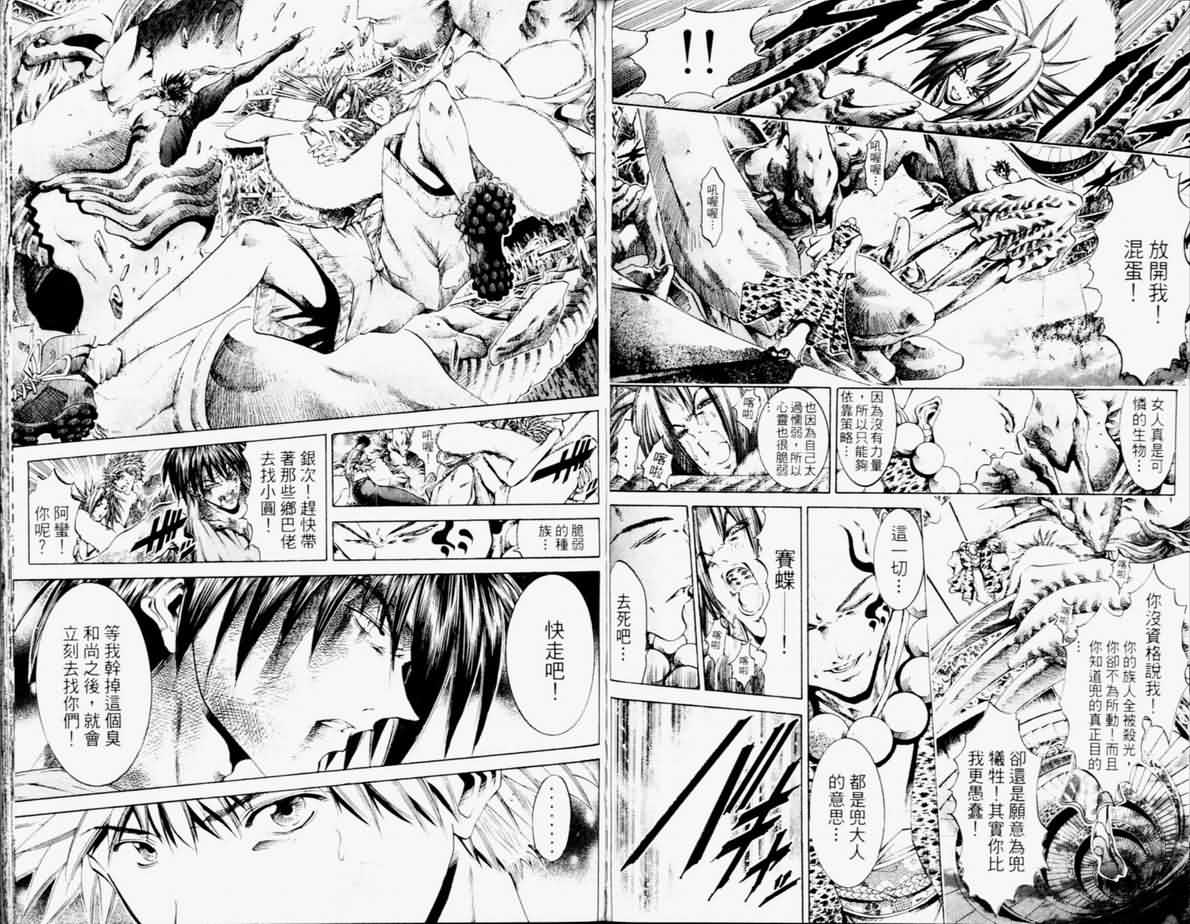 !!
放開我！
混蛋！
吼喔…
吼喔喔…
女人真是可
憐的生物…
因為沒有力量
，所以只能夠
依靠策略…
也因為自己太
過懦弱，所以
心靈也很脆弱
…
喀啦
喀啦
…
喀啦
你沒資格說我！
你的族人全被殺光，
你卻不為所動！而且
你知道兜的真正目的
…
卻還是願意為兜
犧牲！其實你比
我更愚蠢！
這一切…
都是兜大人
的意思…
賽蝶——！
喀啦
喀啦
去死吧…
吼喔…
脆弱
的種
族…
銀次！趕快帶
著那些鄉巴佬
去找小圓！
阿蠻！
你呢？
快走吧！
等我幹掉這個臭
和尚之後，就會
立刻去找你們！
………